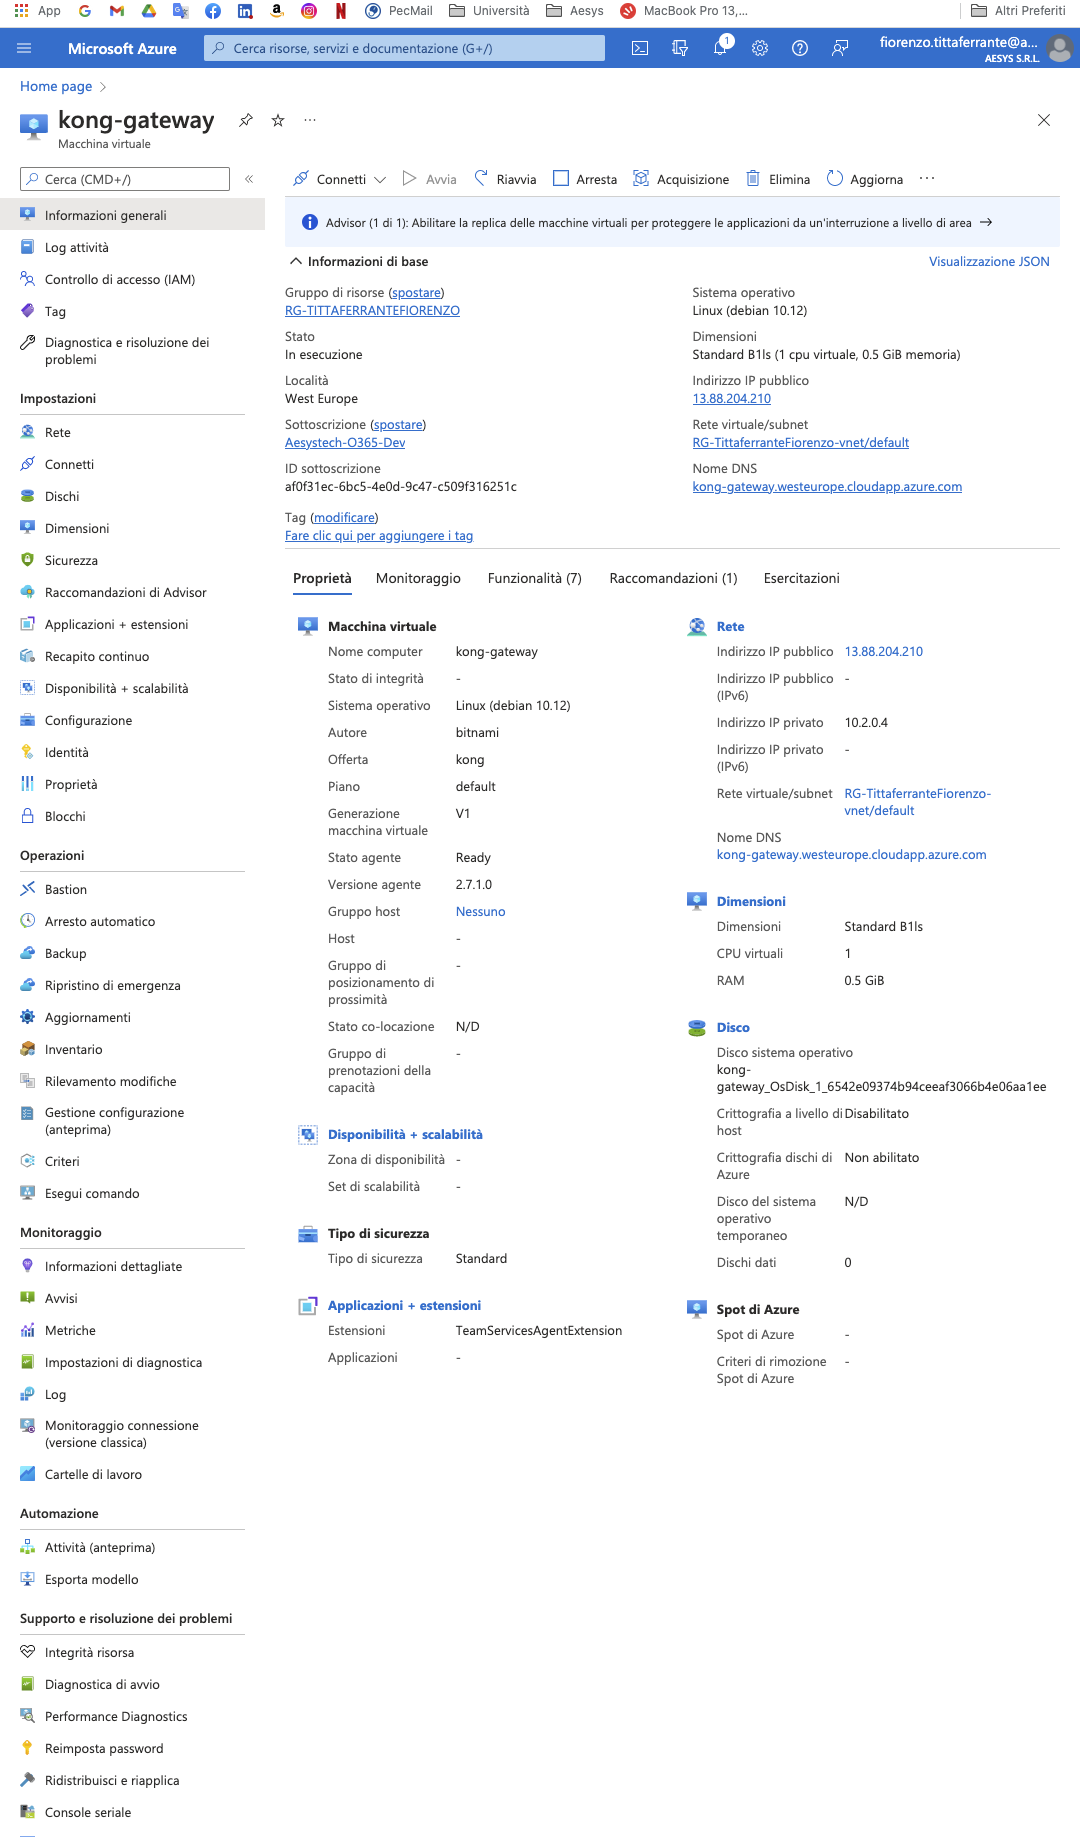 App
PecMail
Università
Aesys
MacBook Pro 13,...
Altri Preferiti
Microsoft Azure
Cerca risorse, servizi e documentazione (G+/)
1
fiorenzo.tittaferrante@a...
AESYS S.R.L.
Home page
kong-gateway
Macchina virtuale
Cerca (CMD+/)
«
Connetti
Avvia
Riavvia
Arresta
Acquisizione
Elimina
Aggiorna
Informazioni generali
Log attività
Controllo di accesso (IAM)
Tag
Diagnostica e risoluzione dei
problemi
Impostazioni
Rete
Connetti
Dischi
Dimensioni
Sicurezza
Raccomandazioni di Advisor
Applicazioni + estensioni
Recapito continuo
Disponibilità + scalabilità
Configurazione
Identità
Proprietà
Blocchi
Operazioni
Bastion
Arresto automatico
Backup
Ripristino di emergenza
Aggiornamenti
Inventario
Rilevamento modifiche
Gestione configurazione
(anteprima)
Criteri
Esegui comando
Monitoraggio
Informazioni dettagliate
Avvisi
Metriche
Impostazioni di diagnostica
Log
Monitoraggio connessione
(versione classica)
Cartelle di lavoro
Automazione
Attività (anteprima)
Esporta modello
Supporto e risoluzione dei problemi
Integrità risorsa
Diagnostica di avvio
Performance Diagnostics
Reimposta password
Ridistribuisci e riapplica
Console seriale
Advisor (1 di 1): Abilitare la replica delle macchine virtuali per proteggere le applicazioni da un'interruzione a livello di area →
Informazioni di base
Visualizzazione JSON
Gruppo di risorse (spostare)
RG-TITTAFERRANTEFIORENZO
Stato
In esecuzione
Località
West Europe
Sottoscrizione (spostare)
Aesystech-O365-Dev
ID sottoscrizione
af0f31ec-6bc5-4e0d-9c47-c509f316251c
Sistema operativo
Linux (debian 10.12)
Dimensioni
Standard B1ls (1 cpu virtuale, 0.5 GiB memoria)
Indirizzo IP pubblico
13.88.204.210
Rete virtuale/subnet
RG-TittaferranteFiorenzo-vnet/default
Nome DNS
kong-gateway.westeurope.cloudapp.azure.com
Tag (modificare)
Fare clic qui per aggiungere i tag
Proprietà
Monitoraggio
Funzionalità (7)
Raccomandazioni (1)
Esercitazioni
Macchina virtuale
Nome computer kong-gateway
Stato di integrità -
Sistema operativo Linux (debian 10.12)
Autore bitnami
Offerta kong
Piano default
Generazione V1
macchina virtuale
Stato agente Ready
Versione agente 2.7.1.0
Gruppo host Nessuno
Host -
Gruppo di -
posizionamento di
prossimità
Stato co-locazione N/D
Gruppo di -
prenotazioni della
capacità
Disponibilità + scalabilità
Zona di disponibilità -
Set di scalabilità -
Tipo di sicurezza
Tipo di sicurezza Standard
Applicazioni + estensioni
Estensioni TeamServicesAgentExtension
Applicazioni -
Rete
Indirizzo IP pubblico 13.88.204.210
Indirizzo IP pubblico -
(IPv6)
Indirizzo IP privato 10.2.0.4
Indirizzo IP privato -
(IPv6)
Rete virtuale/subnet RG-TittaferranteFiorenzo-
vnet/default
Nome DNS
kong-gateway.westeurope.cloudapp.azure.com
Dimensioni
Dimensioni Standard B1ls
CPU virtuali 1
RAM 0.5 GiB
Disco
Disco sistema operativo
kong-
gateway_OsDisk_1_6542e09374b94ceeaf3066b4e06aa1ee
Crittografia a livello di Disabilitato
host
Crittografia dischi di Non abilitato
Azure
Disco del sistema N/D
operativo
temporaneo
Dischi dati 0
Spot di Azure
Spot di Azure -
Criteri di rimozione -
Spot di Azure